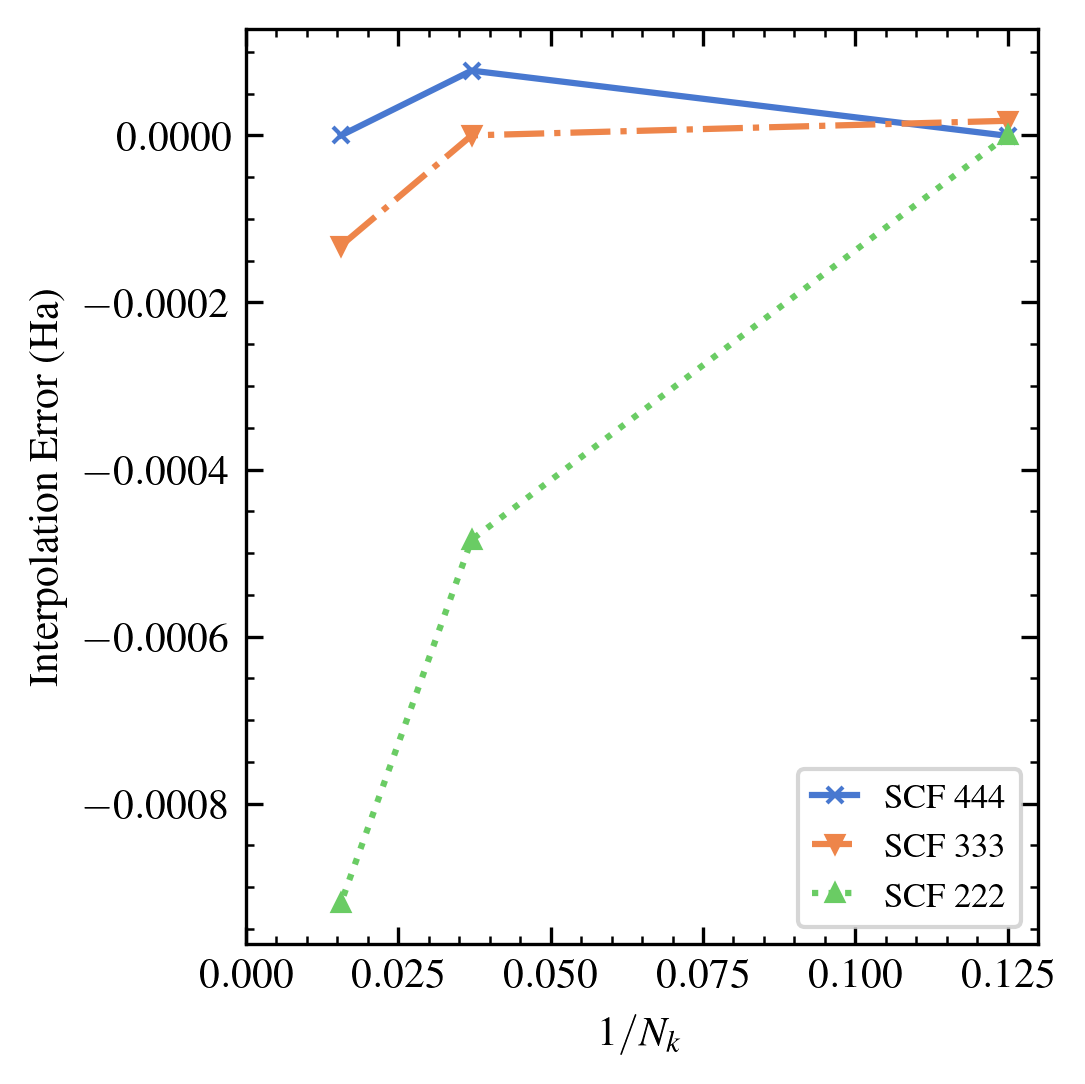 0.0000
−0.0002
−0.0004
−0.0006
−0.0008
Interpolation Error (Ha)
SCF 444
SCF 333
SCF 222
0.000 0.025 0.050 0.075 0.100 0.125
1/N_k